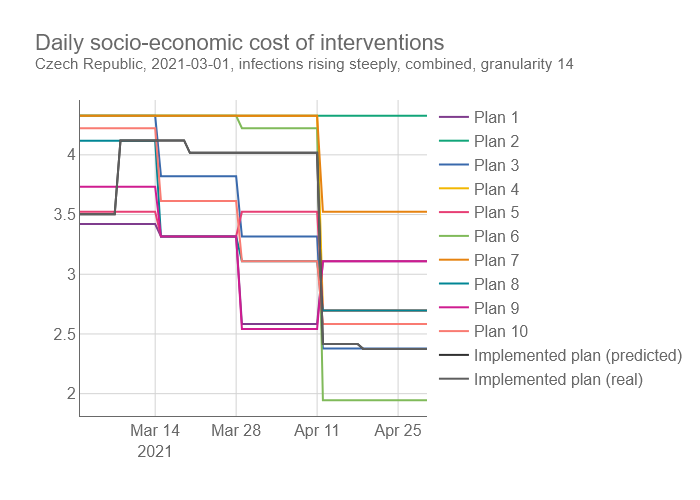 Daily socio-economic cost of interventions
Czech Republic, 2021-03-01, infections rising steeply, combined, granularity 14
4
3.5
3
2.5
2
Mar 14
2021
Mar 28
Apr 11
Apr 25
Plan 1
Plan 2
Plan 3
Plan 4
Plan 5
Plan 6
Plan 7
Plan 8
Plan 9
Plan 10
Implemented plan (predicted)
Implemented plan (real)